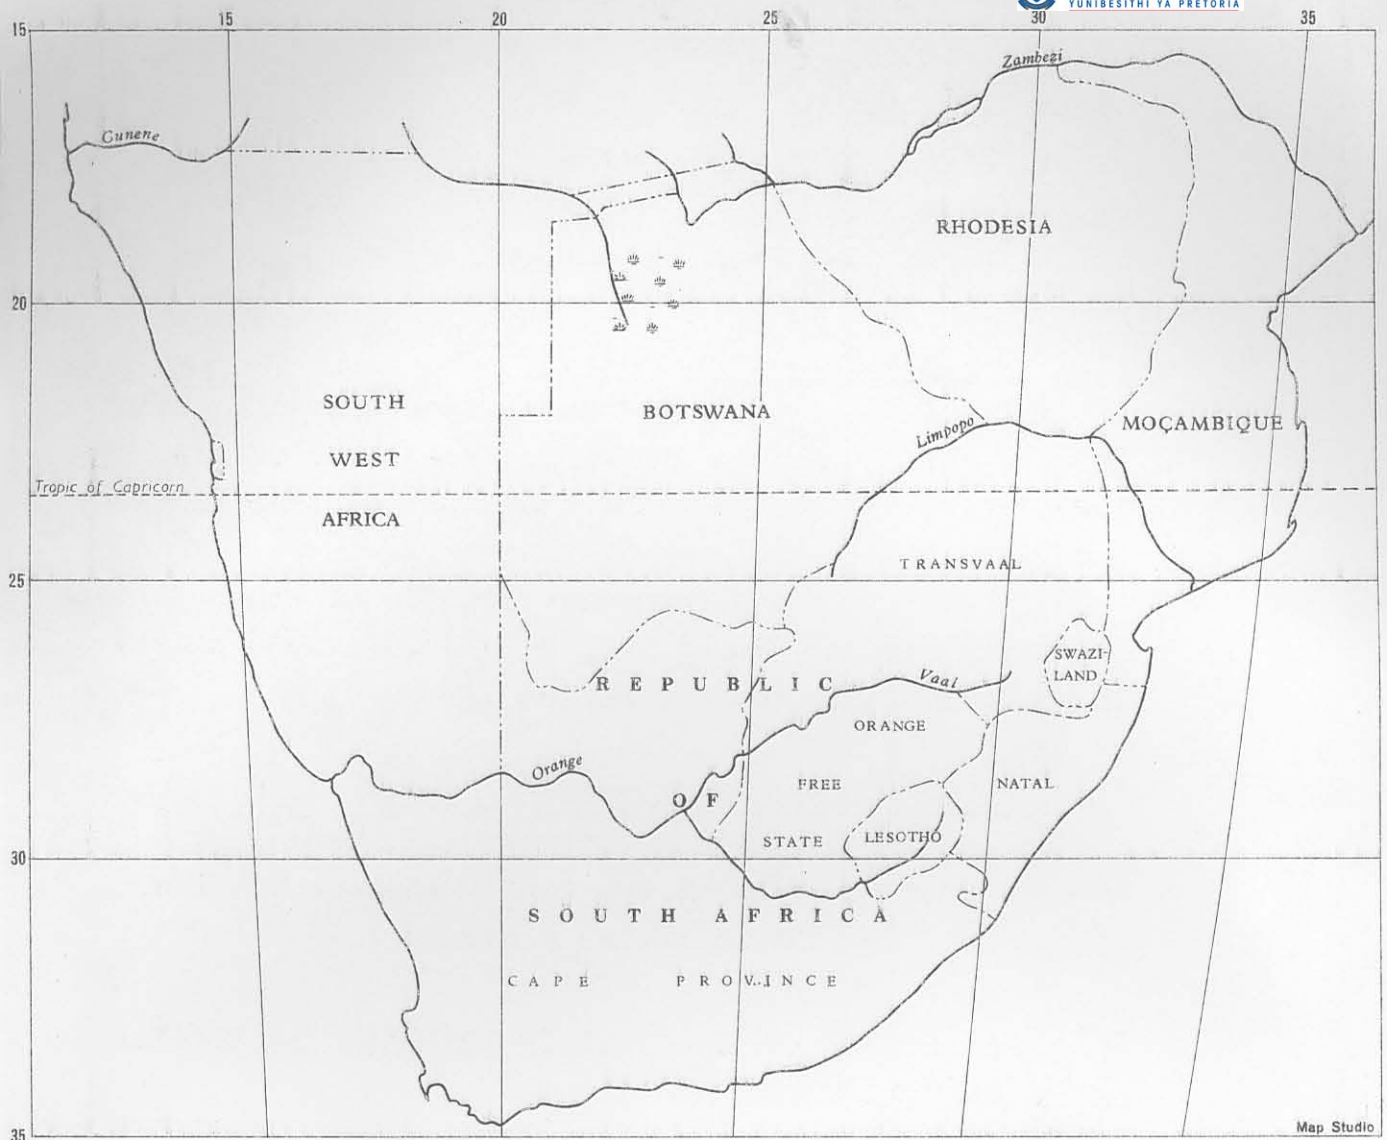 YUNIBESITHI YA PRETORIA
15 20 25 30 35
15
Zambezi
Cunene
RHODESIA
20
SOUTH
WEST
AFRICA
BOTSWANA
Limpopo
MOÇAMBIQUE
Tropic of Capricorn
TRANSVAAL
25
SWAZI-
LAND
REPUBLIC
Vaal
ORANGE
Orange
FREE
NATAL
OF
STATE
LESOTHO
30
SOUTH AFRICA
CAPE PROVINCE
35
Map Studio